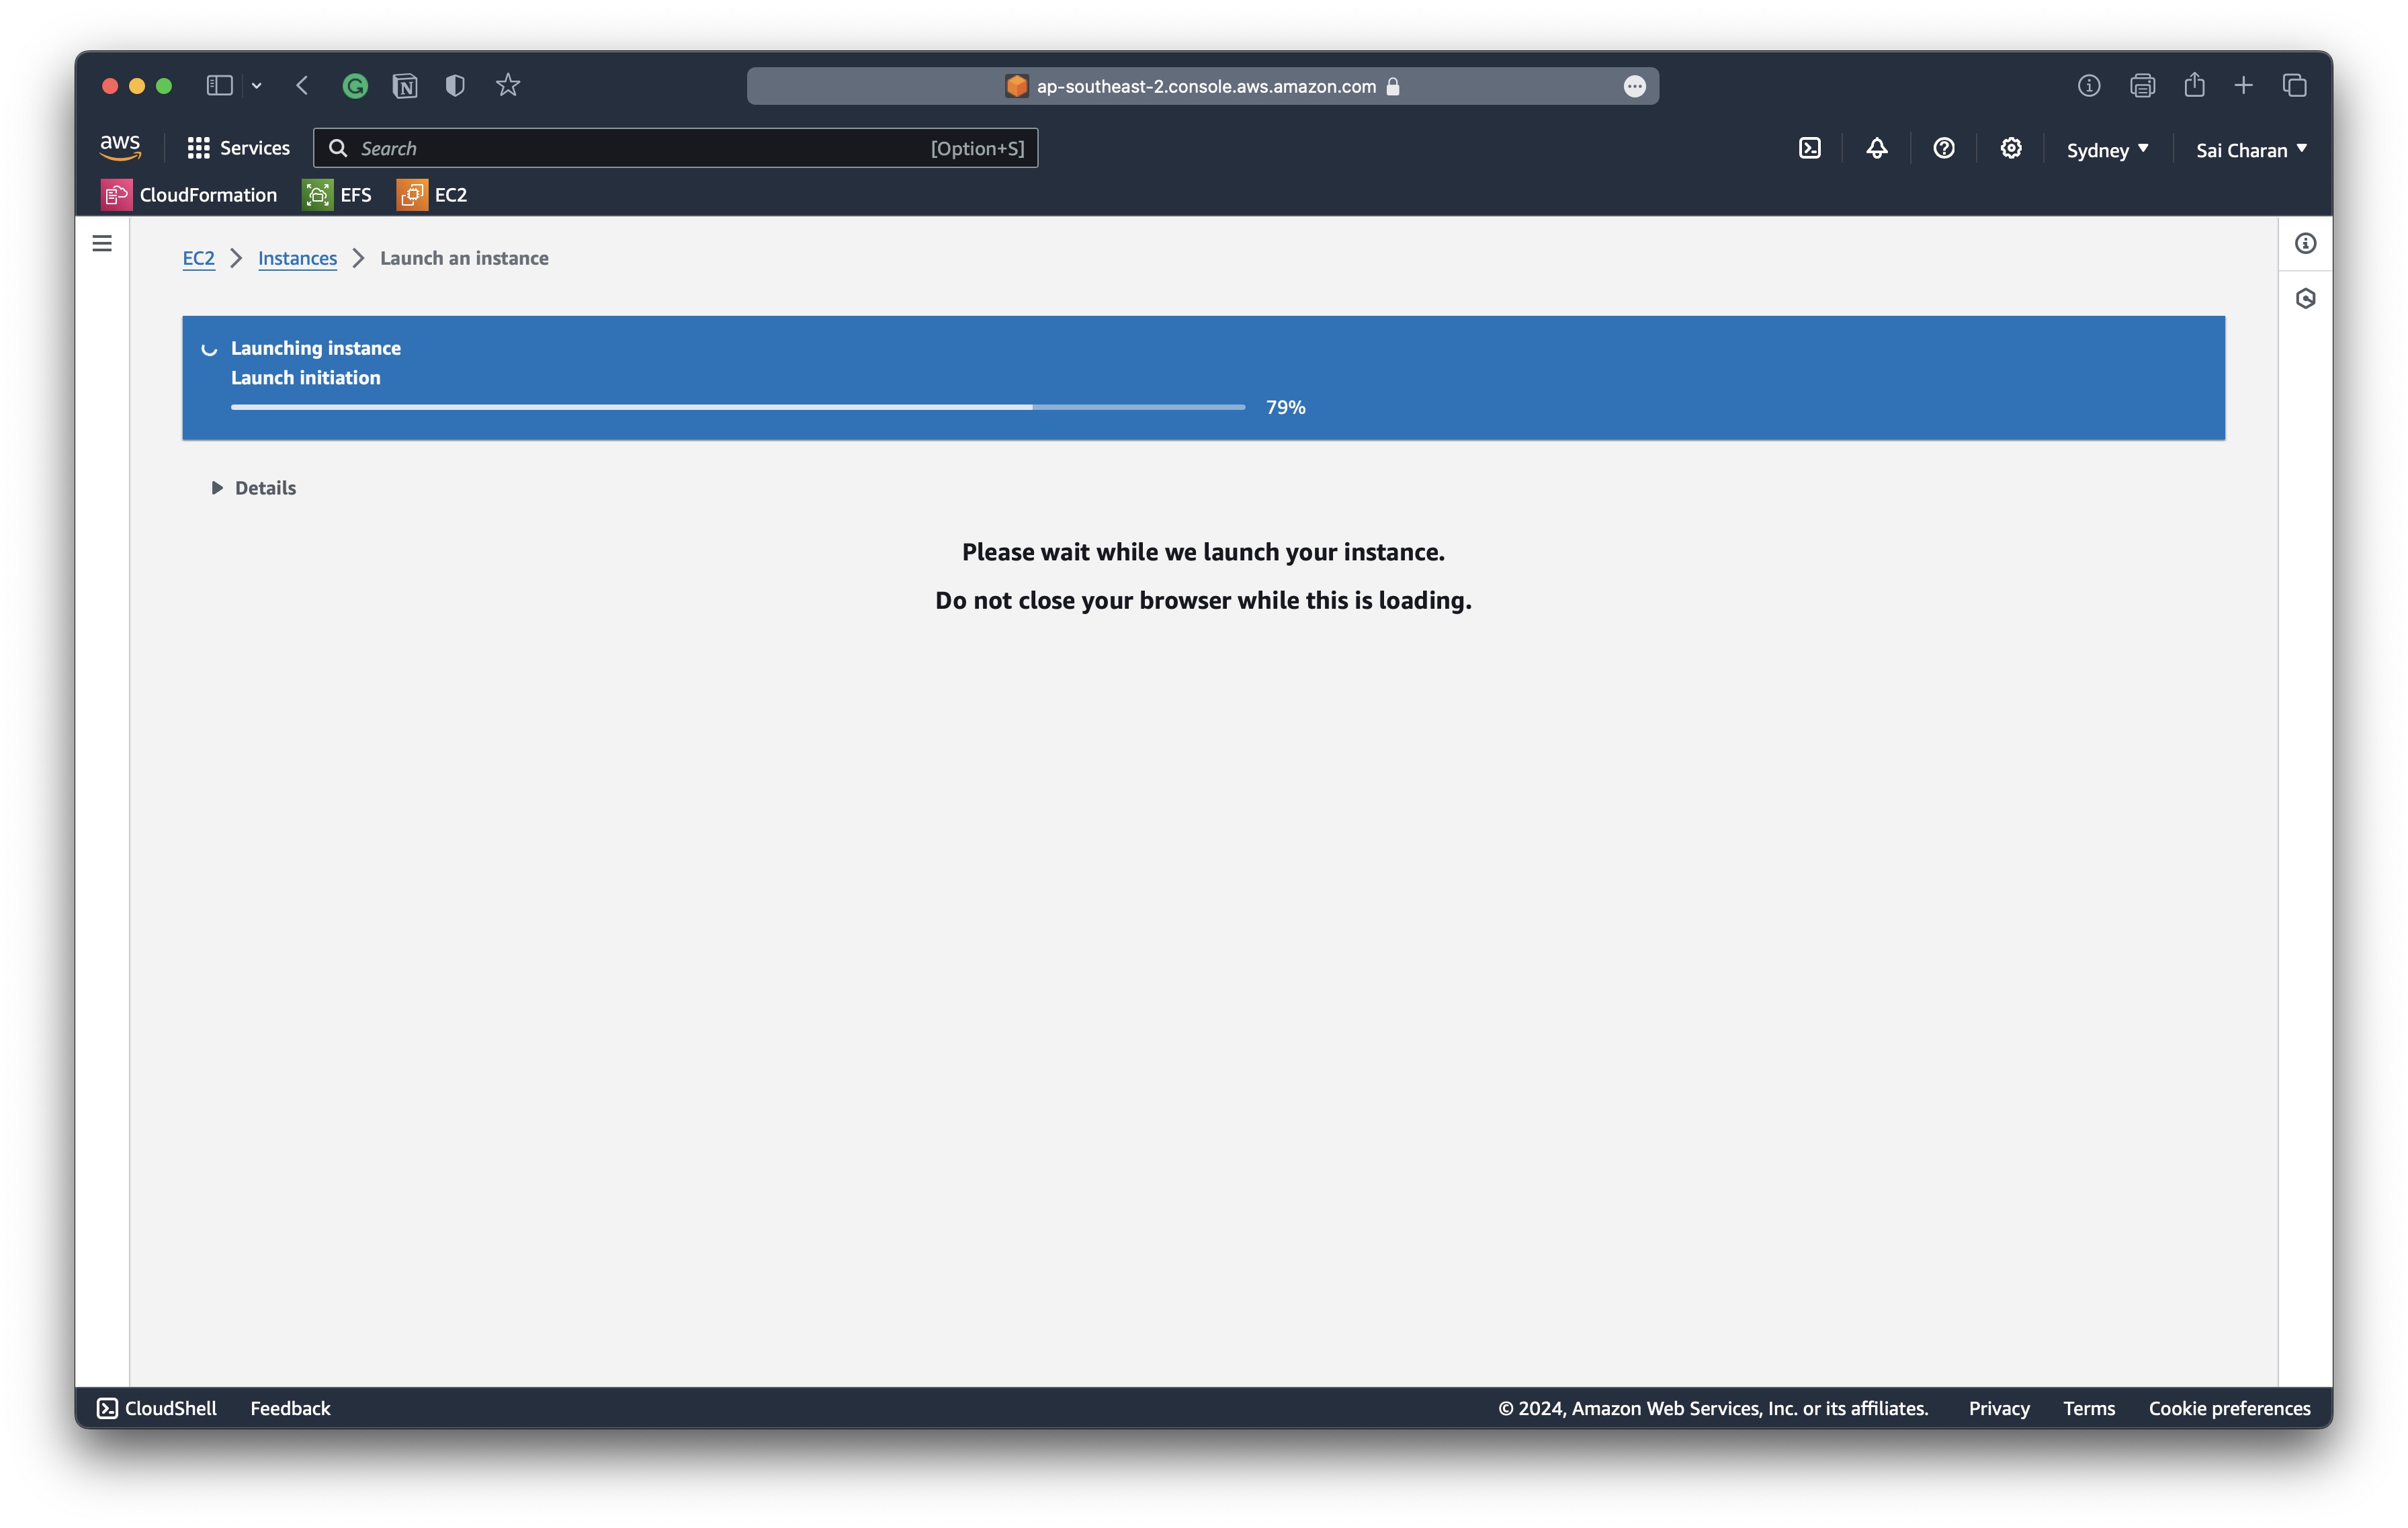 ap-southeast-2.console.aws.amazon.com
aws Services Search [Option+S] Sydney Sai Charan
CloudFormation EFS EC2
EC2 Instances Launch an instance
Launching instance
Launch initiation
79%
Details
Please wait while we launch your instance.
Do not close your browser while this is loading.
CloudShell Feedback © 2024, Amazon Web Services, Inc. or its affiliates. Privacy Terms Cookie preferences